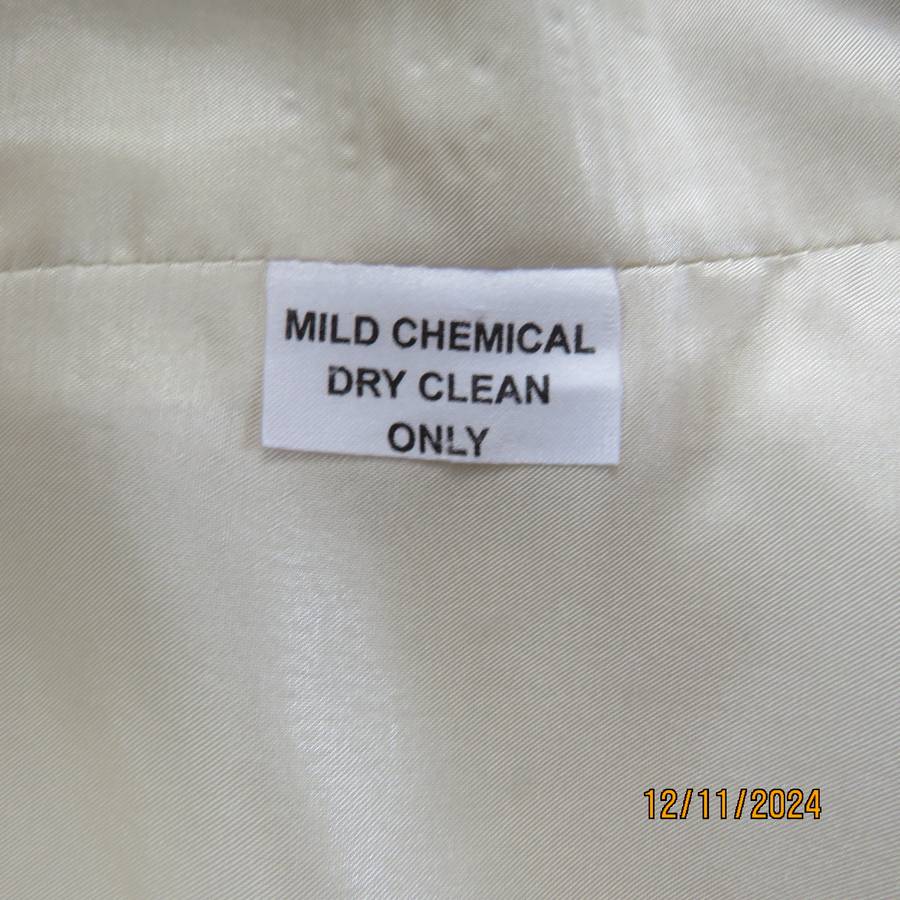 MILD CHEMICAL
DRY CLEAN
ONLY
12/11/2024